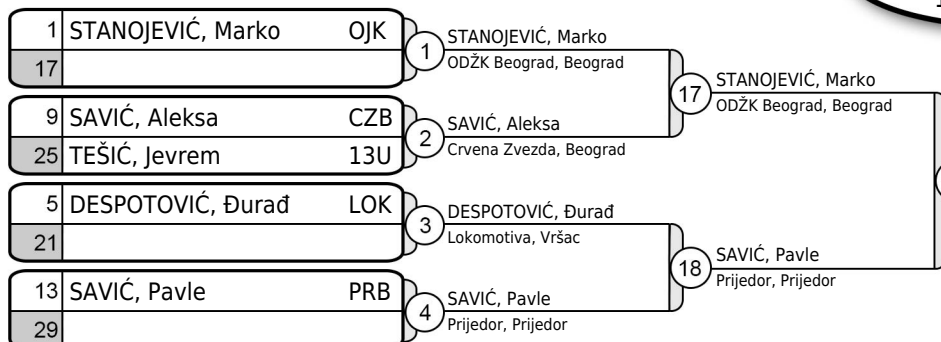 1 STANOJEVIĆ, Marko OJK
17
9 SAVIĆ, Aleksa CZB
25 TEŠIĆ, Jevrem 13U
5 DESPOTOVIĆ, Đurađ LOK
21
13 SAVIĆ, Pavle PRB
29
1 STANOJEVIĆ, Marko
ODŽK Beograd, Beograd
2 SAVIĆ, Aleksa
Crvena Zvezda, Beograd
3 DESPOTOVIĆ, Đurađ
Lokomotiva, Vršac
4 SAVIĆ, Pavle
Prijedor, Prijedor
17 STANOJEVIĆ, Marko
ODŽK Beograd, Beograd
18 SAVIĆ, Pavle
Prijedor, Prijedor